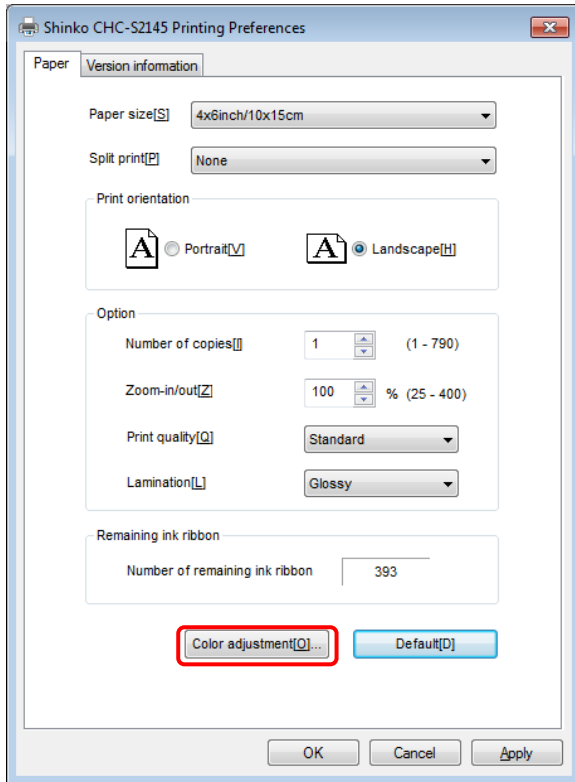 Shinko CHC-S2145 Printing Preferences
Paper Version information
Paper size[S] 4x6inch/10x15cm
Split print[P] None
Print orientation
A Portrait[V] A Landscape[H]
Option
Number of copies[I] 1 (1 - 790)
Zoom-in/out[Z] 100 % (25 - 400)
Print quality[Q] Standard
Lamination[L] Glossy
Remaining ink ribbon
Number of remaining ink ribbon 393
Color adjustment[O]... Default[D]
OK Cancel Apply